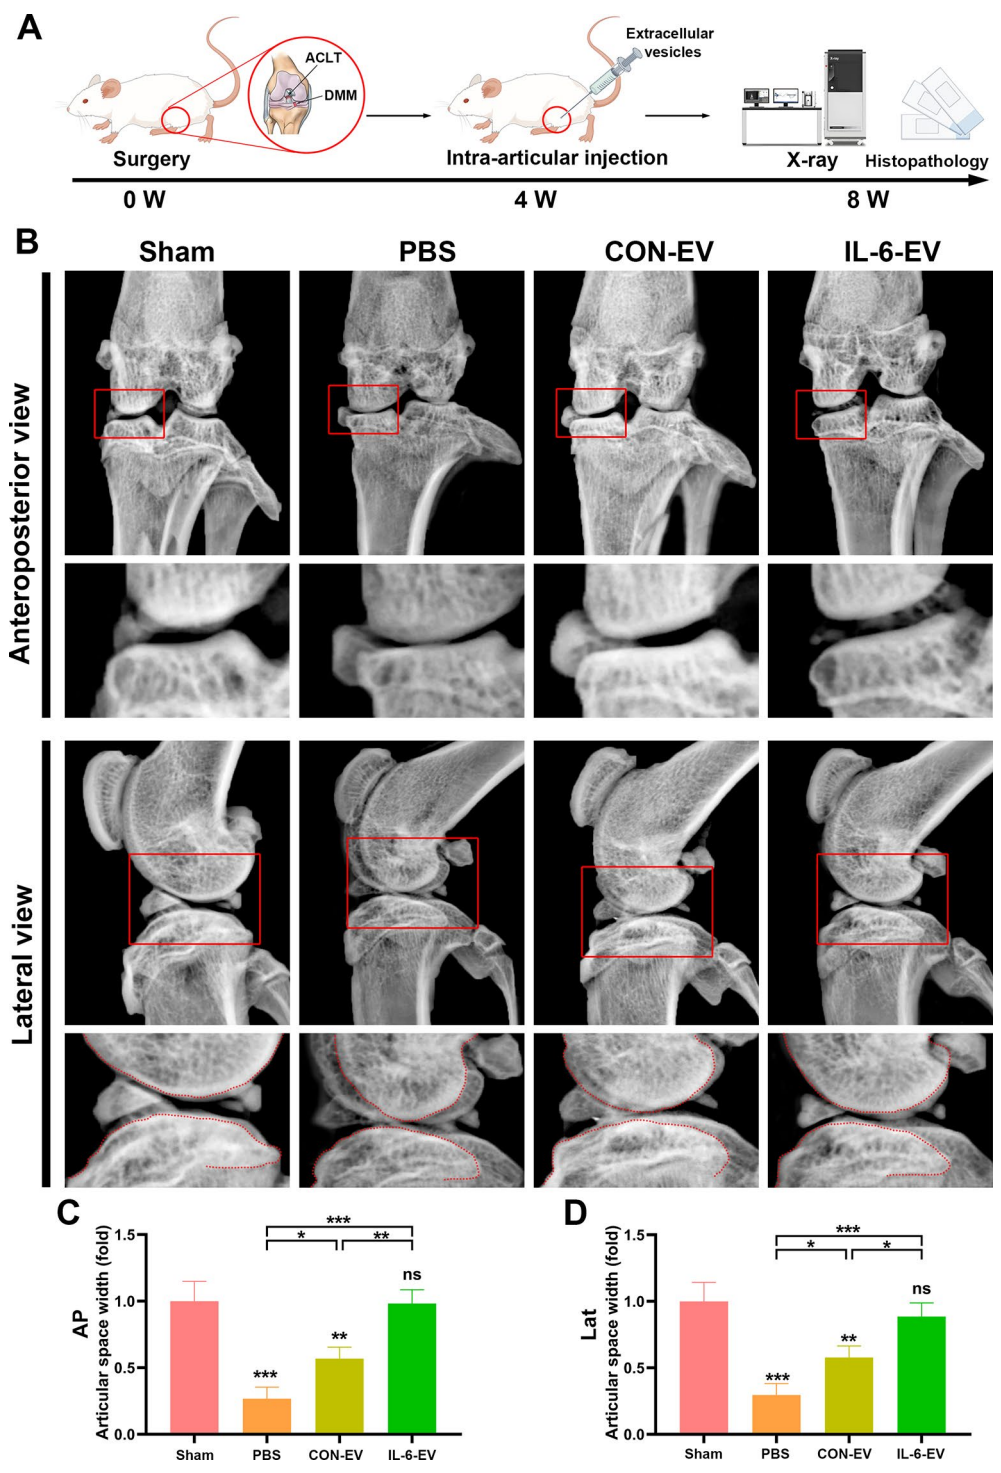 A
ACLT
DMM
Extracellular
vesicles
X-ray
Surgery
Intra-articular injection
X-ray
Histopathology
0 W
4 W
8 W
B
Sham
PBS
CON-EV
IL-6-EV
Anteroposterior view
Lateral view
C
AP
Articular space width (fold)
1.5
1.0
0.5
0.0
***
*
**
***
**
ns
Sham
PBS
CON-EV
IL-6-EV
D
Lat
Articular space width (fold)
1.5
1.0
0.5
0.0
***
*
*
***
**
ns
Sham
PBS
CON-EV
IL-6-EV